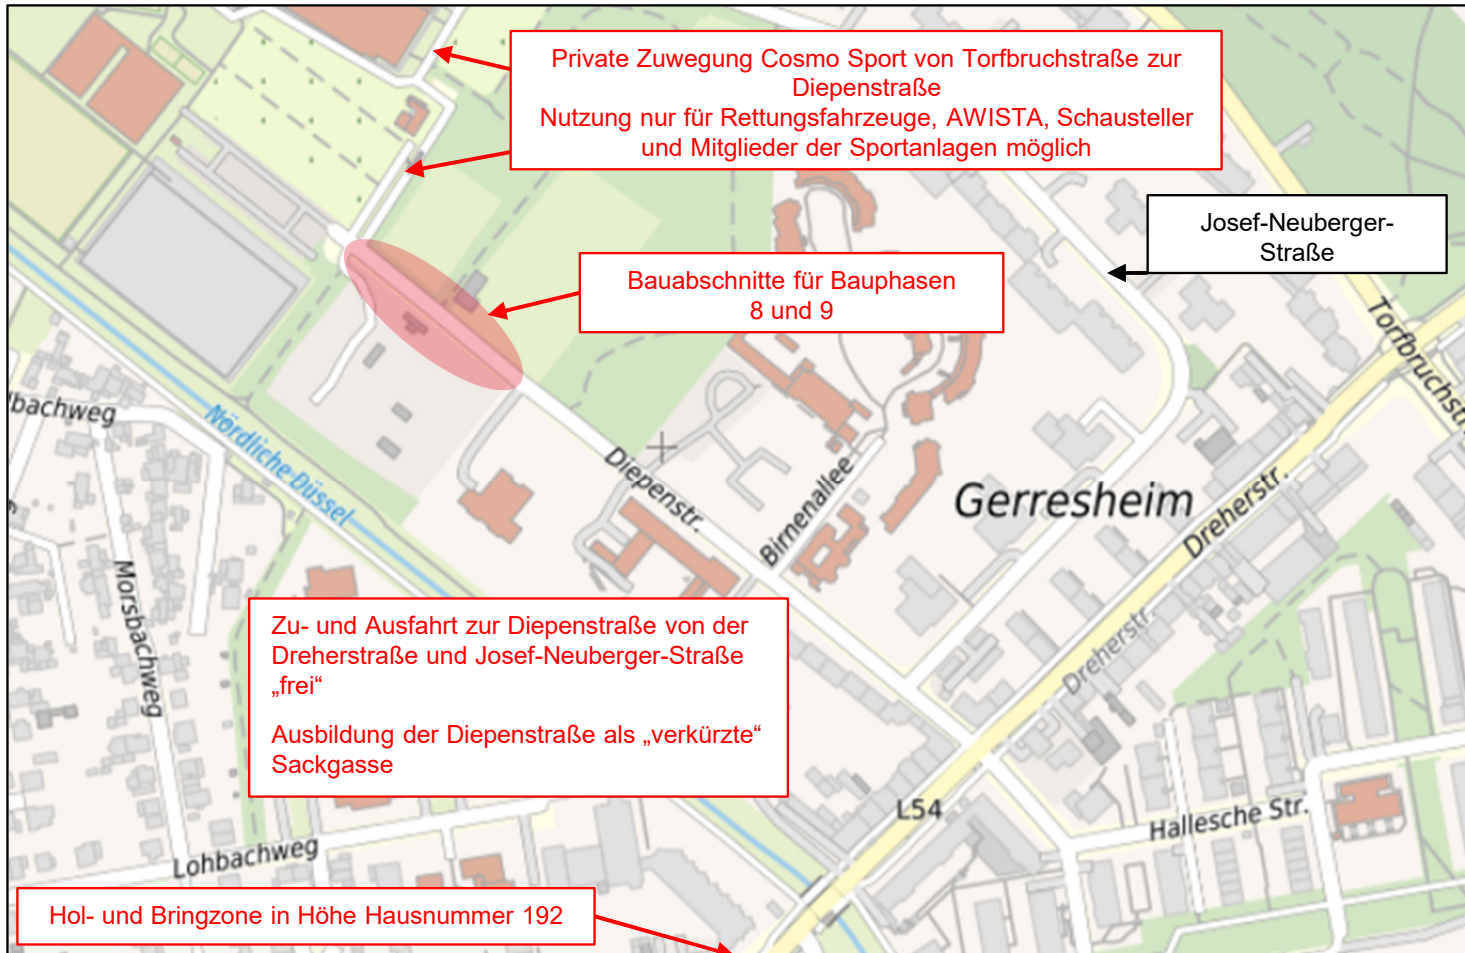 Private Zuwegung Cosmo Sport von Torfbruchstraße zur
Diepenstraße
Nutzung nur für Rettungsfahrzeuge, AWISTA, Schausteller
und Mitglieder der Sportanlagen möglich
Josef-Neuberger-
Straße
Bauabschnitte für Bauphasen
8 und 9
Torfbruchstr.
lbachweg
Nördliche Düssel
Diepenstr.
Birnenallee
Gerresheim
Dreherstr.
Dreherstr.
Morsbachweg
Zu- und Ausfahrt zur Diepenstraße von der
Dreherstraße und Josef-Neuberger-Straße
„frei“
Ausbildung der Diepenstraße als „verkürzte“
Sackgasse
L54
Hallesche Str.
Lohbachweg
Hol- und Bringzone in Höhe Hausnummer 192